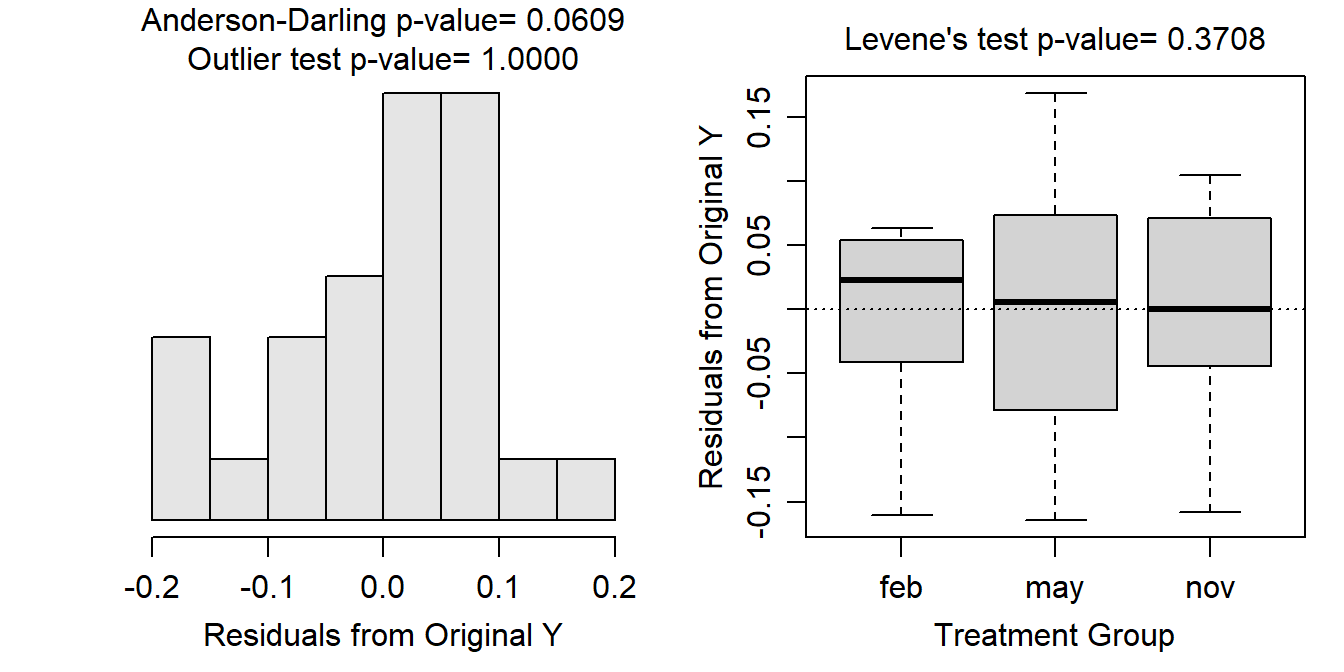 Anderson-Darling p-value= 0.0609
Outlier test p-value= 1.0000
-0.2 -0.1 0.0 0.1 0.2
Residuals from Original Y
Levene's test p-value= 0.3708
Residuals from Original Y
0.15
0.05
-0.05
-0.15
feb may nov
Treatment Group